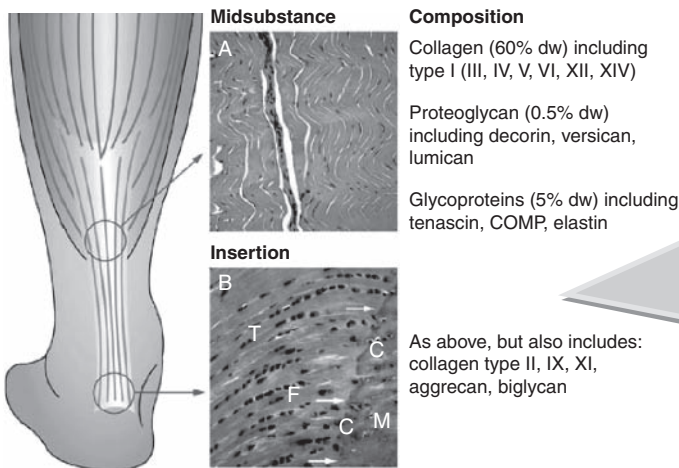 Midsubstance
A
Composition
Collagen (60% dw) including
type I (III, IV, V, VI, XII, XIV)
Proteoglycan (0.5% dw)
including decorin, versican,
lumican
Glycoproteins (5% dw) including
tenascin, COMP, elastin
Insertion
B
T
C
F
M
C
As above, but also includes:
collagen type II, IX, XI,
aggrecan, biglycan